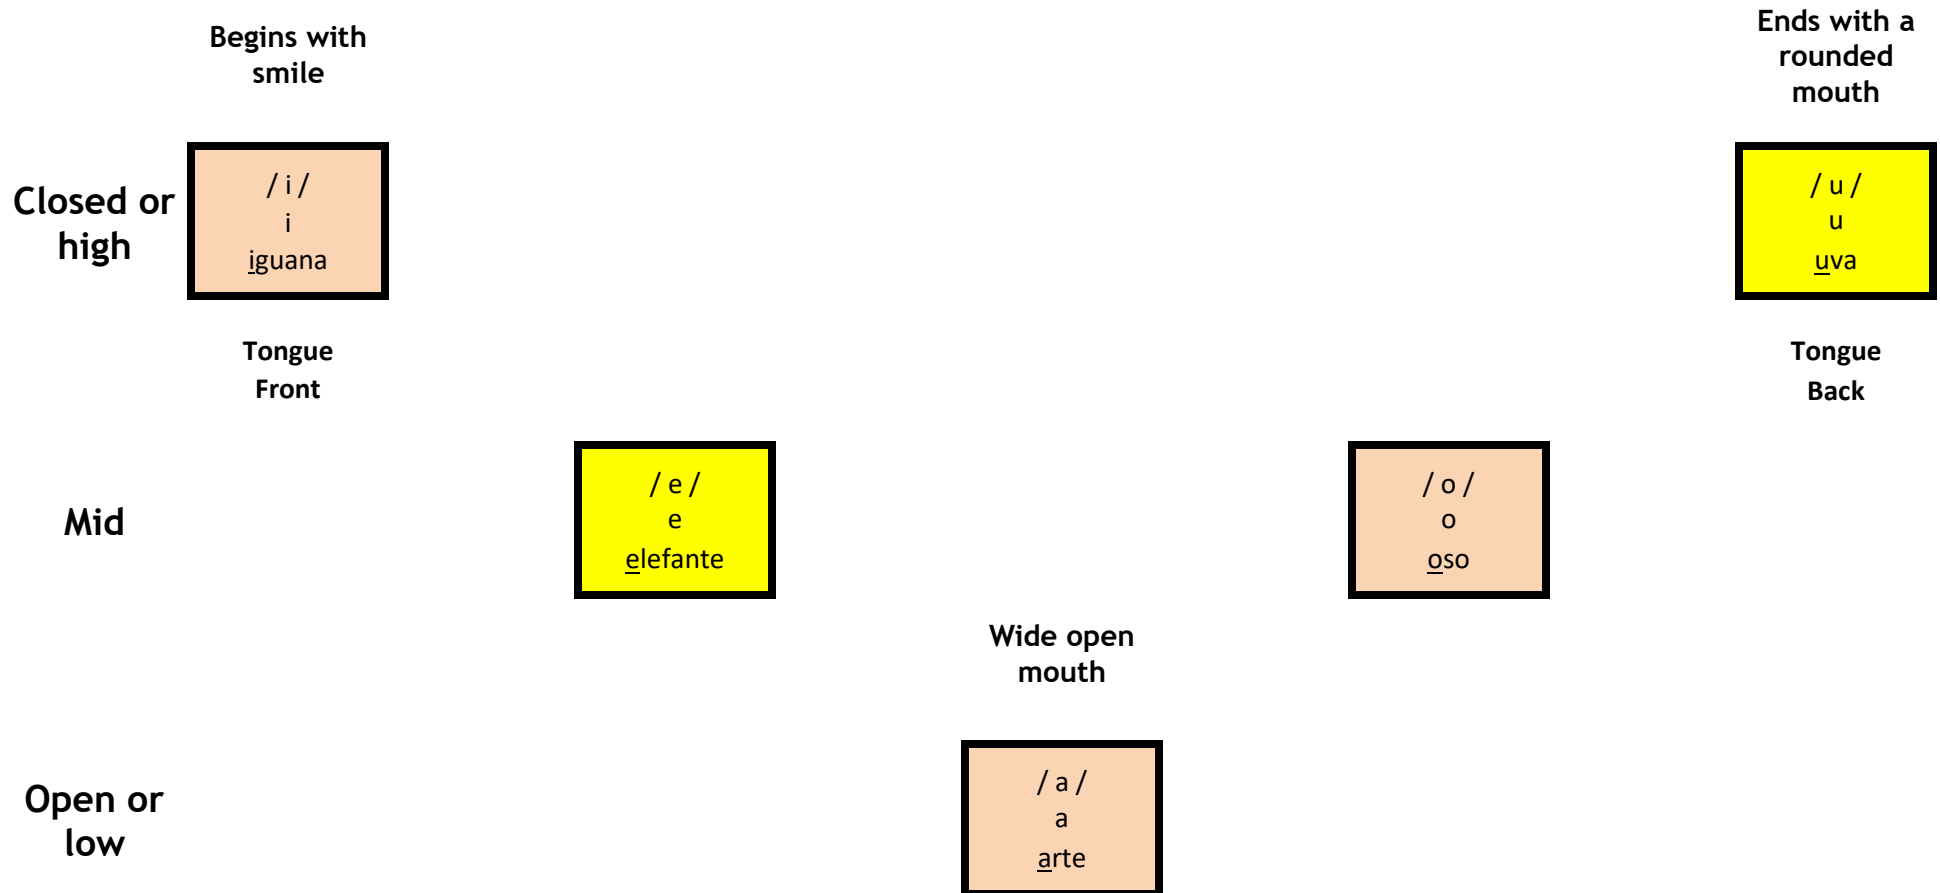 Begins with
smile
Ends with a
rounded
mouth
Closed or
high
/ i /
i
iguana
/ u /
u
uva
Tongue
Front
Tongue
Back
Mid
/ e /
e
elefante
/ o /
o
oso
Wide open
mouth
Open or
low
/ a /
a
arte